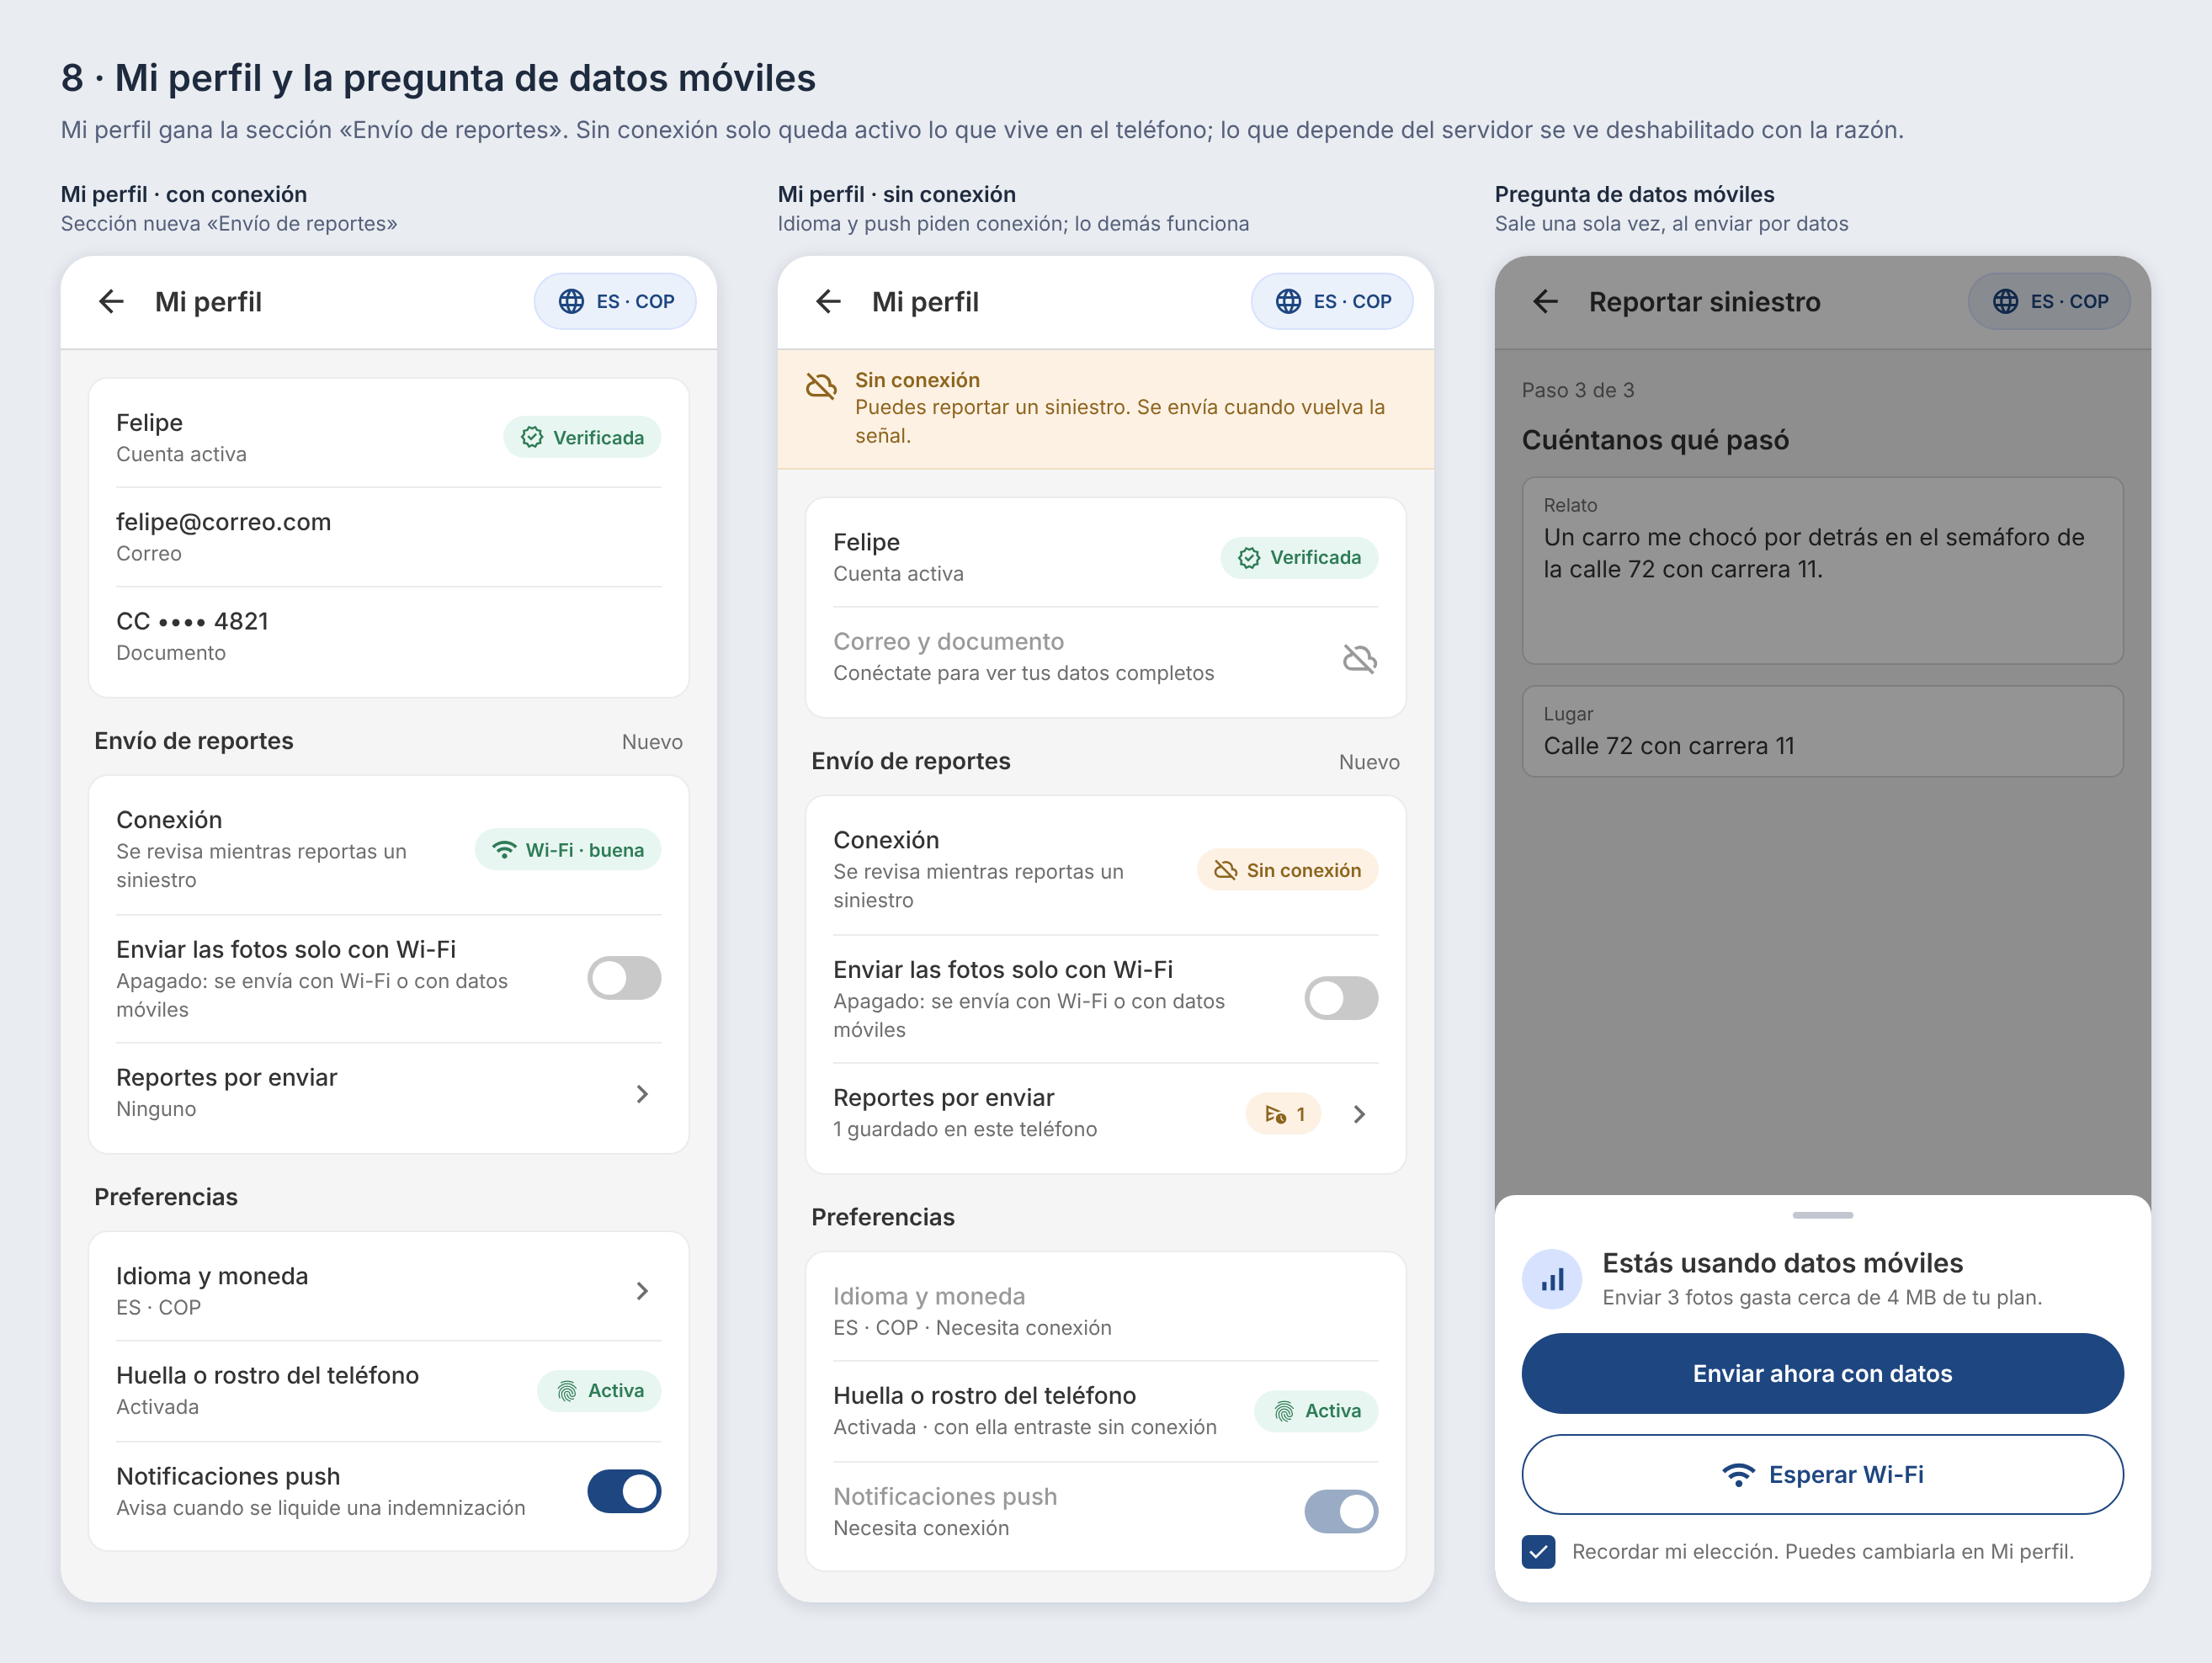 8 · Mi perfil y la pregunta de datos móviles
Mi perfil gana la sección «Envío de reportes». Sin conexión solo queda activo lo que vive en el teléfono; lo que depende del servidor se ve deshabilitado con la razón.
Mi perfil · con conexión
Sección nueva «Envío de reportes»
Mi perfil
ES · COP
Felipe
Cuenta activa
Verificada
felipe@correo.com
Correo
CC •••• 4821
Documento
Envío de reportes
Nuevo
Conexión
Se revisa mientras reportas un
siniestro
Wi-Fi · buena
Enviar las fotos solo con Wi-Fi
Apagado: se envía con Wi-Fi o con datos
móviles
Reportes por enviar
Ninguno
Preferencias
Idioma y moneda
ES · COP
Huella o rostro del teléfono
Activada
Activa
Notificaciones push
Avisa cuando se liquide una indemnización
Mi perfil · sin conexión
Idioma y push piden conexión; lo demás funciona
Mi perfil
ES · COP
Sin conexión
Puedes reportar un siniestro. Se envía cuando vuelva la
señal.
Felipe
Cuenta activa
Verificada
Correo y documento
Conéctate para ver tus datos completos
Envío de reportes
Nuevo
Conexión
Se revisa mientras reportas un
siniestro
Sin conexión
Enviar las fotos solo con Wi-Fi
Apagado: se envía con Wi-Fi o con datos
móviles
Reportes por enviar
1 guardado en este teléfono
1
Preferencias
Idioma y moneda
ES · COP · Necesita conexión
Huella o rostro del teléfono
Activada · con ella entraste sin conexión
Activa
Notificaciones push
Necesita conexión
Pregunta de datos móviles
Sale una sola vez, al enviar por datos
Reportar siniestro
ES · COP
Paso 3 de 3
Cuéntanos qué pasó
Relato
Un carro me chocó por detrás en el semáforo de
la calle 72 con carrera 11.
Lugar
Calle 72 con carrera 11
Estás usando datos móviles
Enviar 3 fotos gasta cerca de 4 MB de tu plan.
Enviar ahora con datos
Esperar Wi-Fi
Recordar mi elección. Puedes cambiarla en Mi perfil.